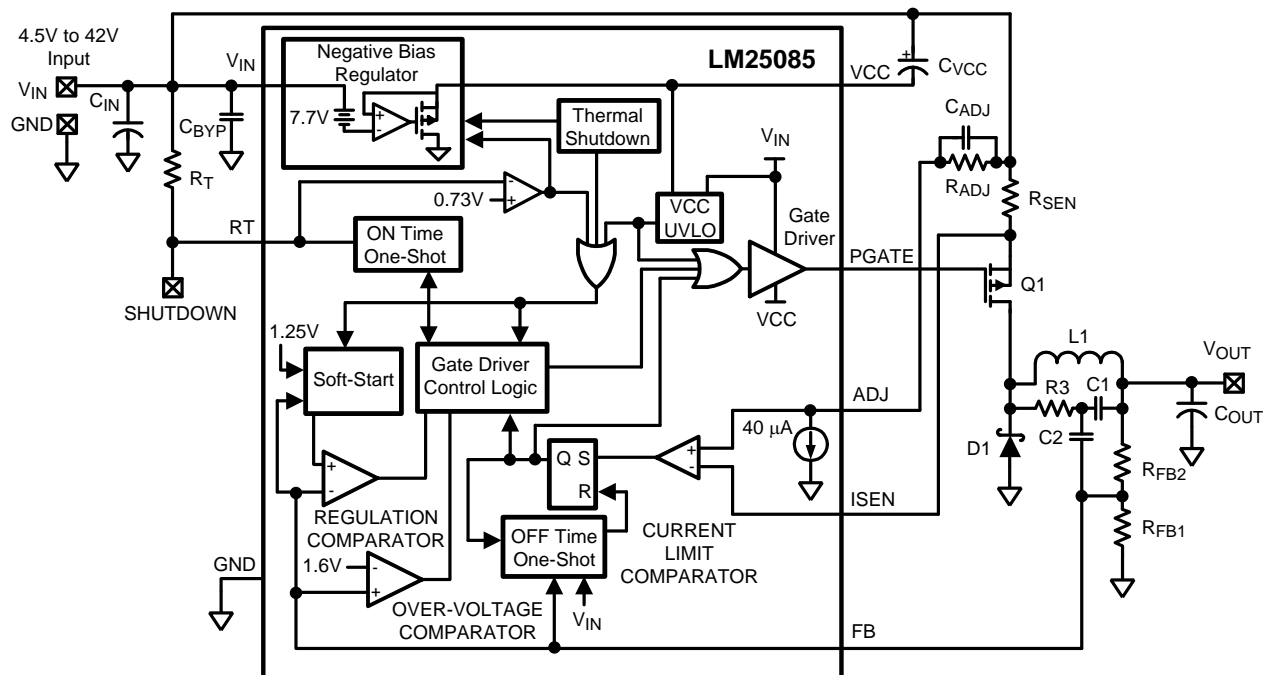 4.5V to 42V
Input
VIN
GND
CIN
CBYP
VIN
RT
RT
SHUTDOWN
Negative Bias
Regulator
7.7V
+
-
LM25085
Thermal
Shutdown
0.73V
-
+
ON Time
One-Shot
VCC
UVLO
VIN
Gate
Driver
VCC
VCC
CVCC
+
CADJ
RADJ
RSEN
PGATE
Q1
1.25V
Soft-Start
Gate Driver
Control Logic
+
-
REGULATION
COMPARATOR
1.6V
-
+
OVER-VOLTAGE
COMPARATOR
Q S
R
OFF Time
One-Shot
VIN
CURRENT
LIMIT
COMPARATOR
+
-
40 µA
ADJ
ISEN
FB
GND
L1
R3
C1
C2
D1
VOUT
COUT
RFB2
RFB1